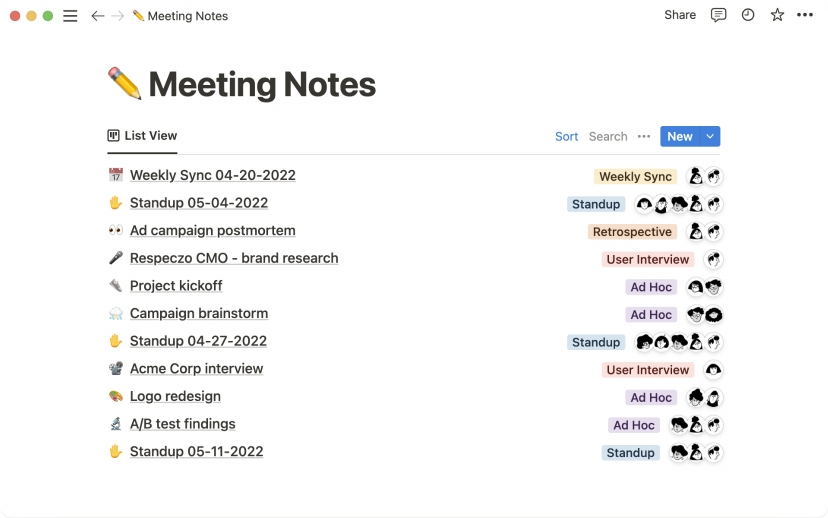 Meeting Notes
Share
Meeting Notes
List View
Sort Search New
Weekly Sync 04-20-2022 Weekly Sync
Standup 05-04-2022 Standup
Ad campaign postmortem Retrospective
Respeczo CMO - brand research User Interview
Project kickoff Ad Hoc
Campaign brainstorm Ad Hoc
Standup 04-27-2022 Standup
Acme Corp interview User Interview
Logo redesign Ad Hoc
A/B test findings Ad Hoc
Standup 05-11-2022 Standup